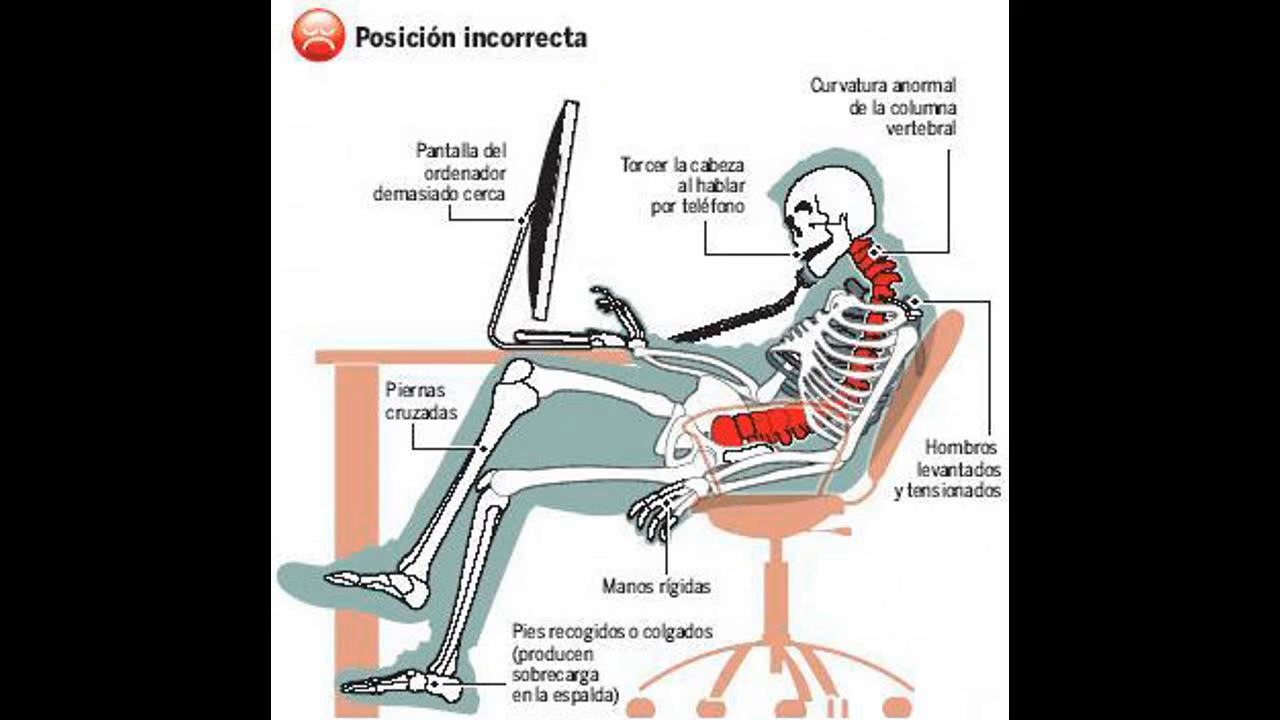 Posición incorrecta
Curvatura anormal
de la columna
vertebral
Pantalla del
ordenador
demasiado cerca
Torcer la cabeza
al hablar
por teléfono
Piernas
cruzadas
Hombros
levantados
y tensionados
Manos rígidas
Pies recogidos o colgados
(producen
sobrecarga
en la espalda)